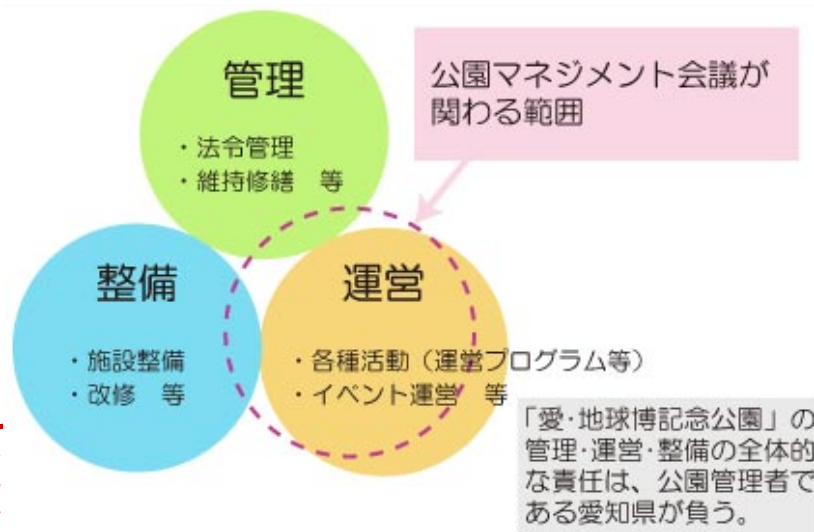 管理
・法令管理
・維持修繕　等
公園マネジメント会議が
関わる範囲
整備
・施設整備
・改修　等
運営
・各種活動（運営プログラム等）
・イベント運営　等
「愛・地球博記念公園」の
管理・運営・整備の全体的
な責任は、公園管理者で
ある愛知県が負う。